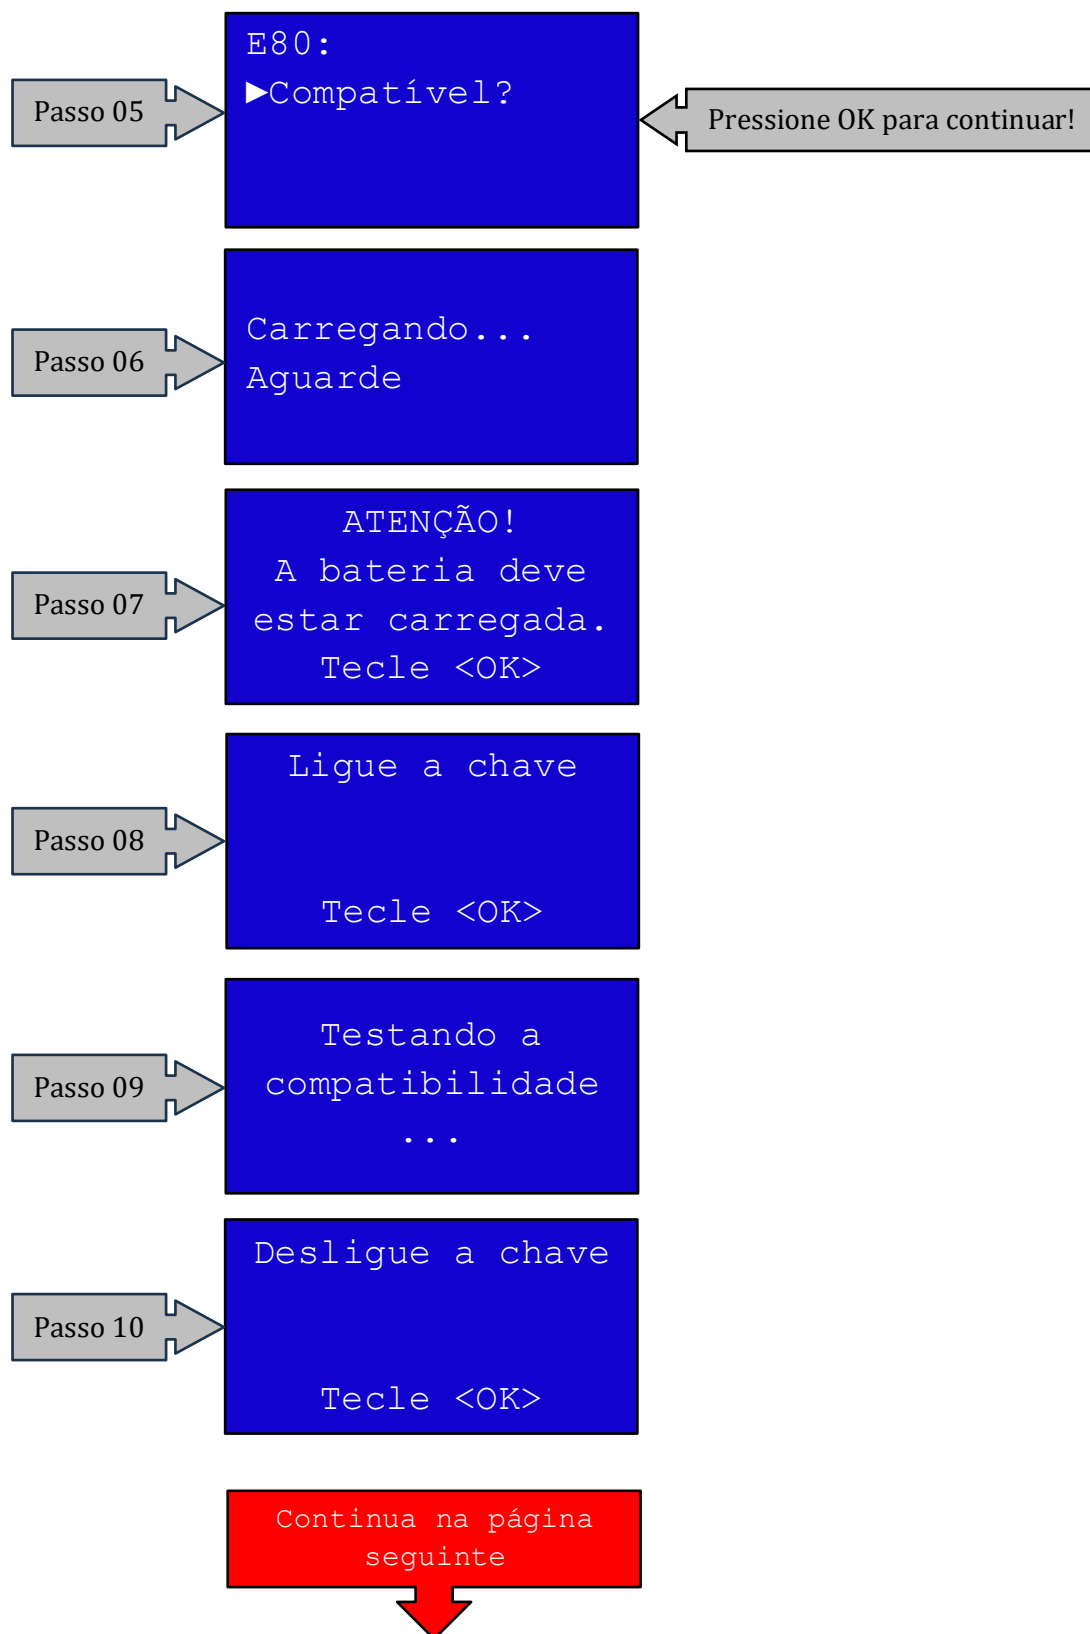 E80:
Passo 05
►Compatível?
Pressione OK para continuar!
Passo 06
Carregando...
Aguarde
Passo 07
ATENÇÃO!
A bateria deve
estar carregada.
Tecle <OK>
Passo 08
Ligue a chave
Tecle <OK>
Passo 09
Testando a
compatibilidade
...
Passo 10
Desligue a chave
Tecle <OK>
Continua na página
seguinte